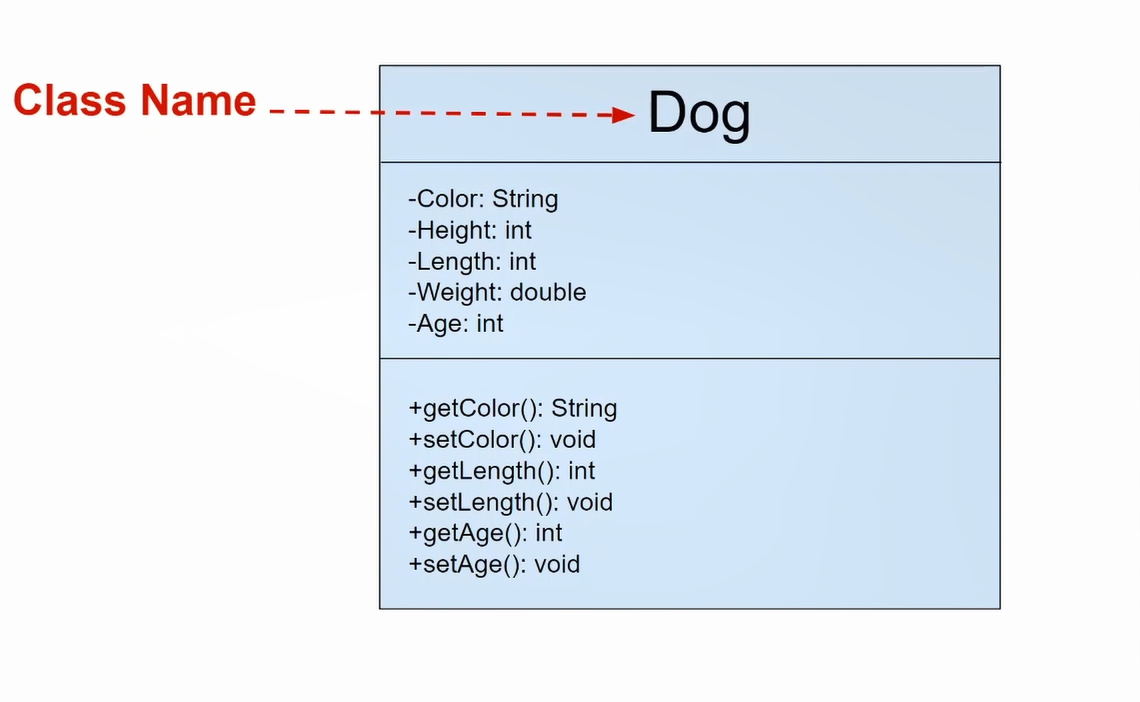 Class Name
Dog
-Color: String
-Height: int
-Length: int
-Weight: double
-Age: int
+getColor(): String
+setColor(): void
+getLength(): int
+setLength(): void
+getAge(): int
+setAge(): void